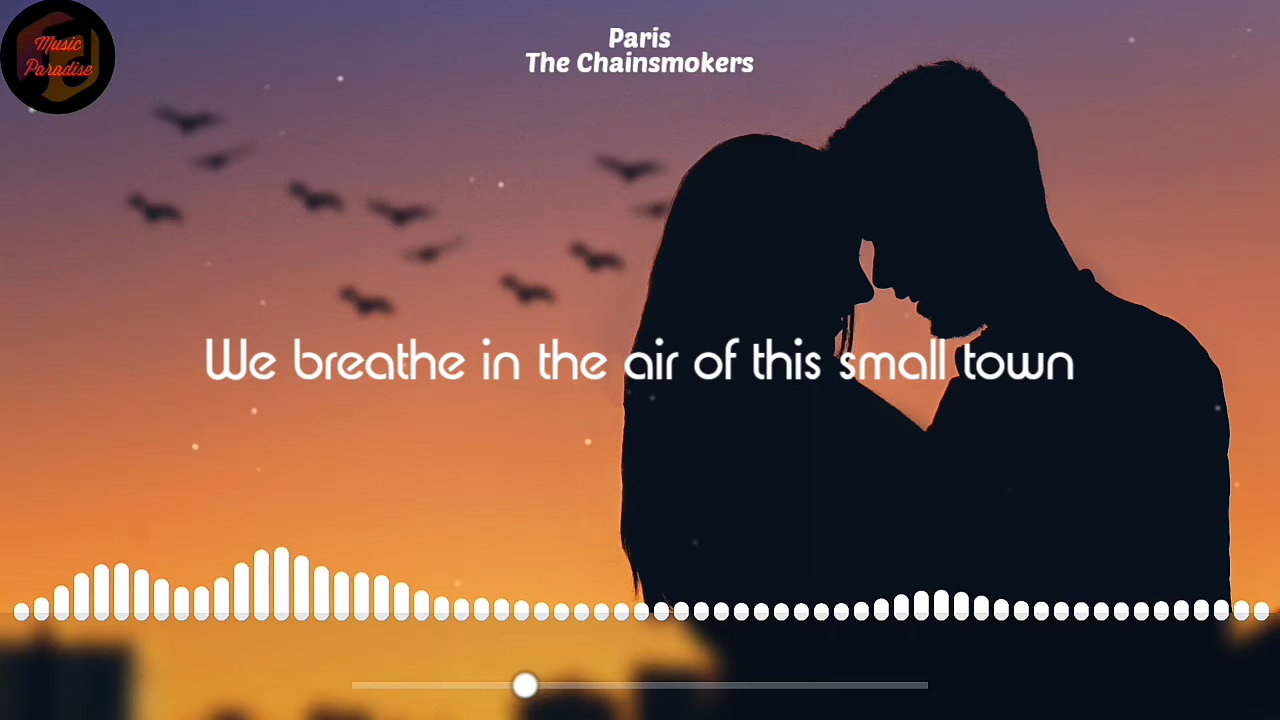 Music
Paradise
Paris
The Chainsmokers
We breathe in the air of this small town